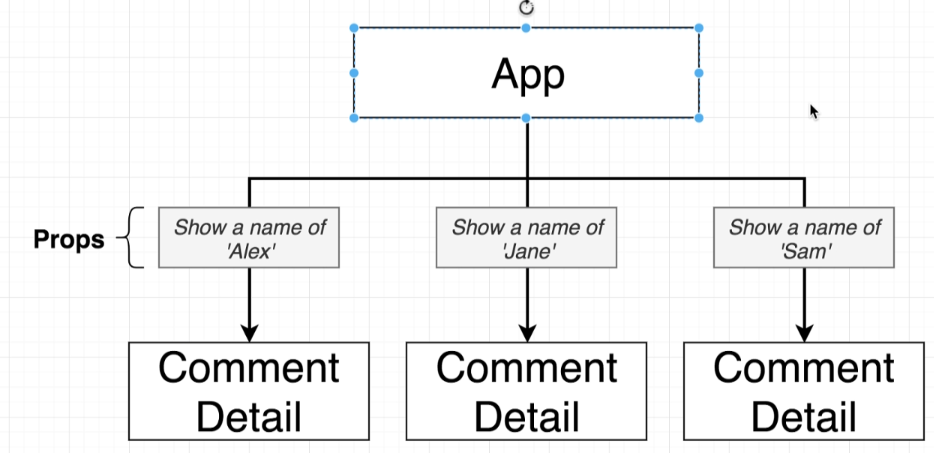 App
Props
Show a name of
'Alex'
Show a name of
'Jane'
Show a name of
'Sam'
Comment
Detail
Comment
Detail
Comment
Detail